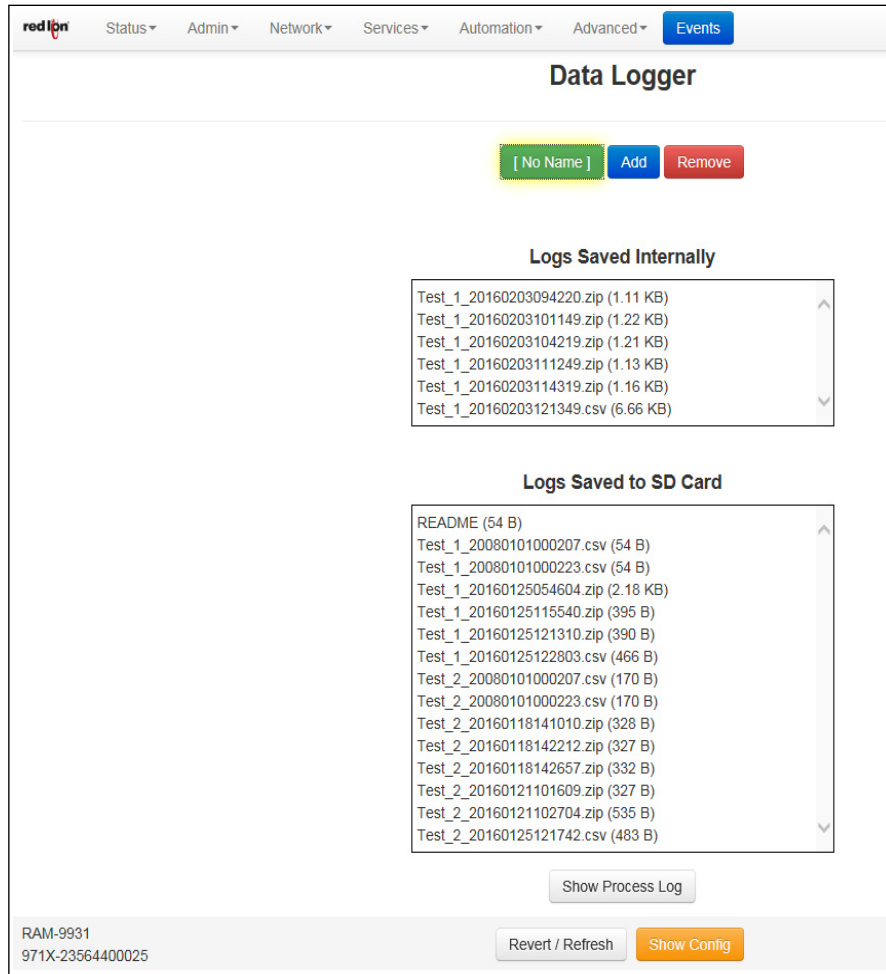 red lion Status Admin Network Services Automation Advanced Events
Data Logger
[ No Name ] Add Remove
Logs Saved Internally
Test_1_20160203094220.zip (1.11 KB)
Test_1_20160203101149.zip (1.22 KB)
Test_1_20160203104219.zip (1.21 KB)
Test_1_20160203111249.zip (1.13 KB)
Test_1_20160203114319.zip (1.16 KB)
Test_1_20160203121349.csv (6.66 KB)
Logs Saved to SD Card
README (54 B)
Test_1_20080101000207.csv (54 B)
Test_1_20080101000223.csv (54 B)
Test_1_20160125054604.zip (2.18 KB)
Test_1_20160125115540.zip (395 B)
Test_1_20160125121310.zip (390 B)
Test_1_20160125122803.csv (466 B)
Test_2_20080101000207.csv (170 B)
Test_2_20080101000223.csv (170 B)
Test_2_20160118141010.zip (328 B)
Test_2_20160118142212.zip (327 B)
Test_2_20160118142657.zip (332 B)
Test_2_20160121101609.zip (327 B)
Test_2_20160121102704.zip (535 B)
Test_2_20160125121742.csv (483 B)
Show Process Log
RAM-9931
971X-23564400025
Revert / Refresh Show Config